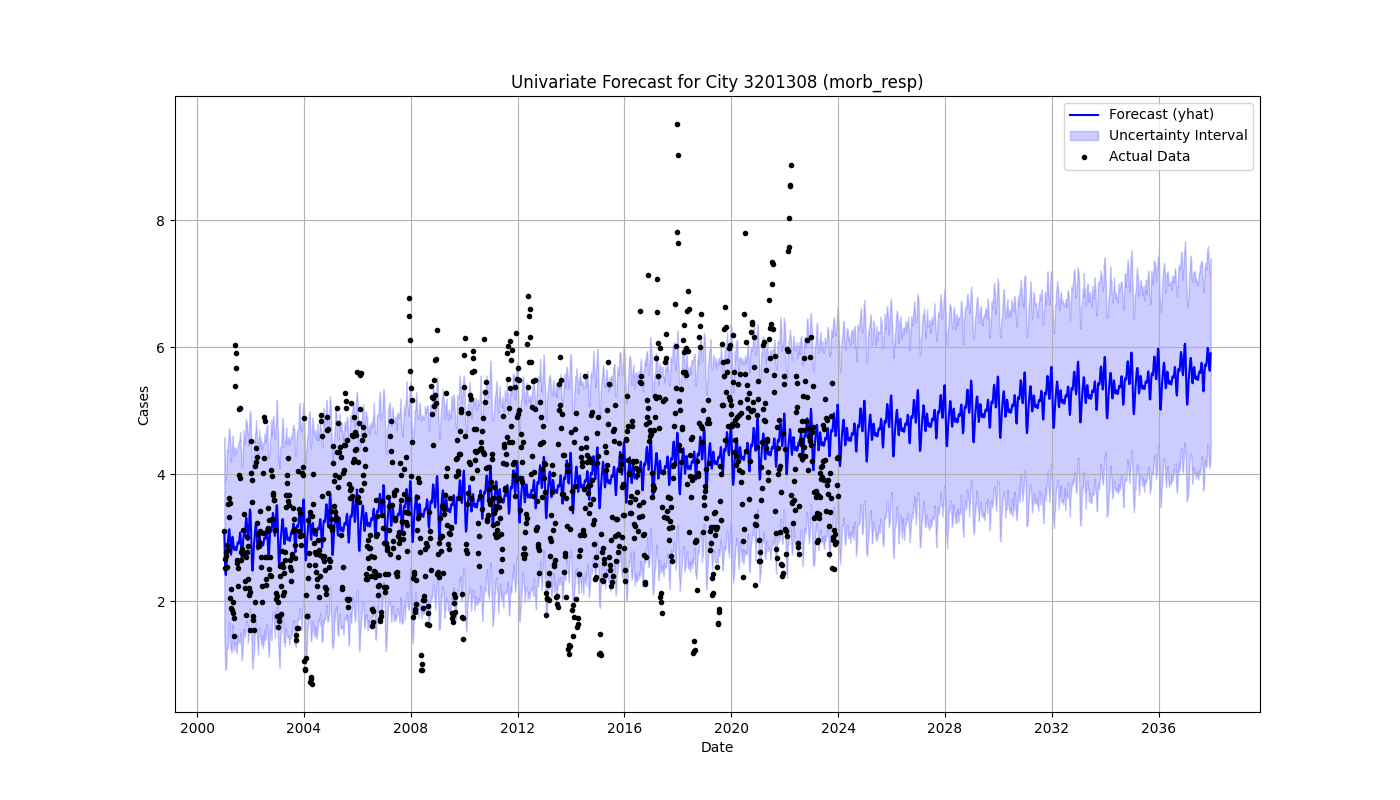 Univariate Forecast for City 3201308 (morb_resp)
Forecast (yhat)
Uncertainty Interval
Actual Data
Cases
8
6
4
2
2000 2004 2008 2012 2016 2020 2024 2028 2032 2036
Date